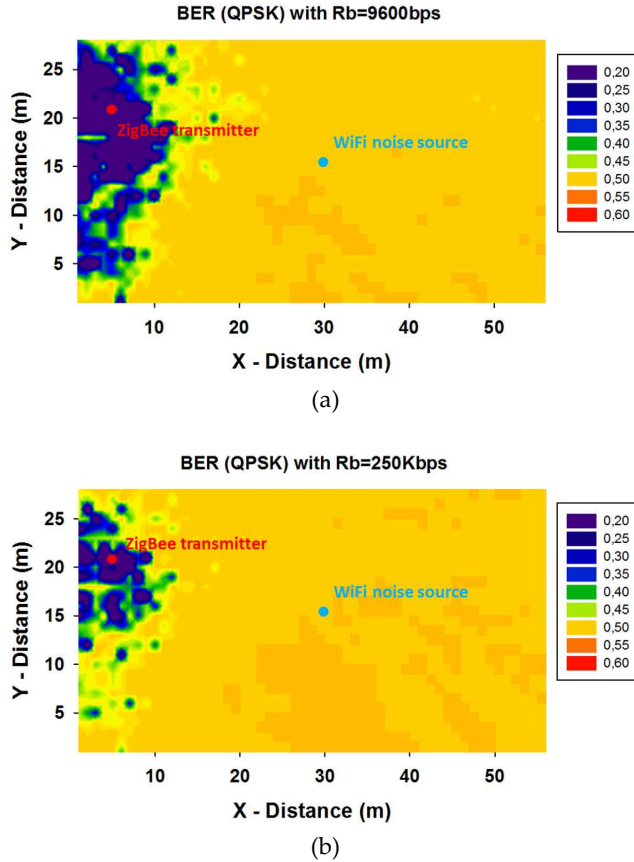 BER (QPSK) with Rb=9600bps
Y - Distance (m)
25
20
15
10
5
ZigBee transmitter
WiFi noise source
0,20
0,25
0,30
0,35
0,40
0,45
0,50
0,55
0,60
10 20 30 40 50
X - Distance (m)
(a)
BER (QPSK) with Rb=250Kbps
Y - Distance (m)
25
20
15
10
5
ZigBee transmitter
WiFi noise source
0,20
0,25
0,30
0,35
0,40
0,45
0,50
0,55
0,60
10 20 30 40 50
X - Distance (m)
(b)